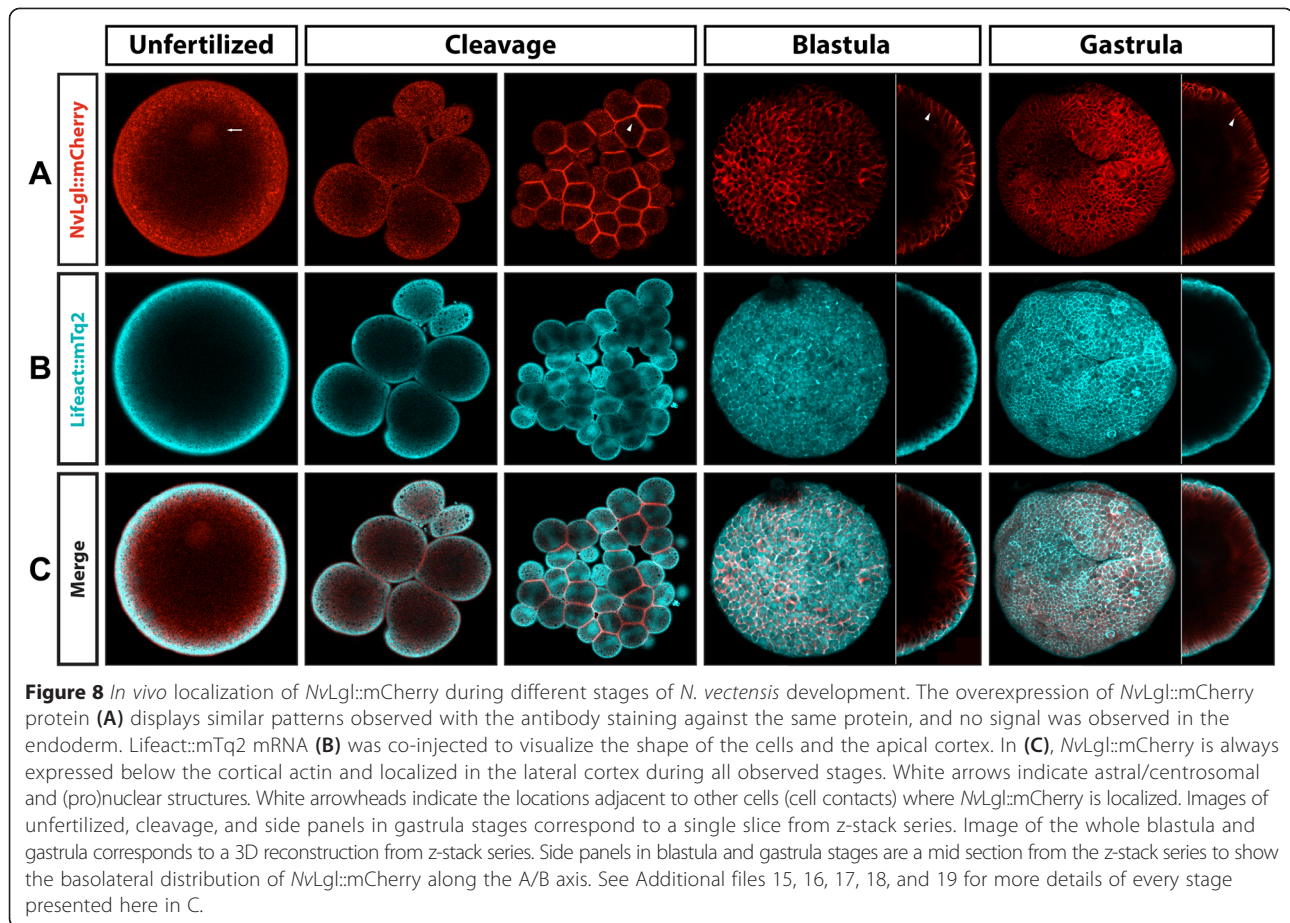 Unfertilized Cleavage Blastula Gastrula
A NvLgl::mCherry
B Lifeact::mTq2
C Merge
Figure 8 In vivo localization of NvLgl::mCherry during different stages of N. vectensis development. The overexpression of NvLgl::mCherry
protein (A) displays similar patterns observed with the antibody staining against the same protein, and no signal was observed in the
endoderm. Lifeact::mTq2 mRNA (B) was co-injected to visualize the shape of the cells and the apical cortex. In (C), NvLgl::mCherry is always
expressed below the cortical actin and localized in the lateral cortex during all observed stages. White arrows indicate astral/centrosomal
and (pro)nuclear structures. White arrowheads indicate the locations adjacent to other cells (cell contacts) where NvLgl::mCherry is localized. Images of
unfertilized, cleavage, and side panels in gastrula stages correspond to a single slice from z-stack series. Image of the whole blastula and
gastrula corresponds to a 3D reconstruction from z-stack series. Side panels in blastula and gastrula stages are a mid section from the z-stack series to show
the basolateral distribution of NvLgl::mCherry along the A/B axis. See Additional files 15, 16, 17, 18, and 19 for more details of every stage
presented here in C.